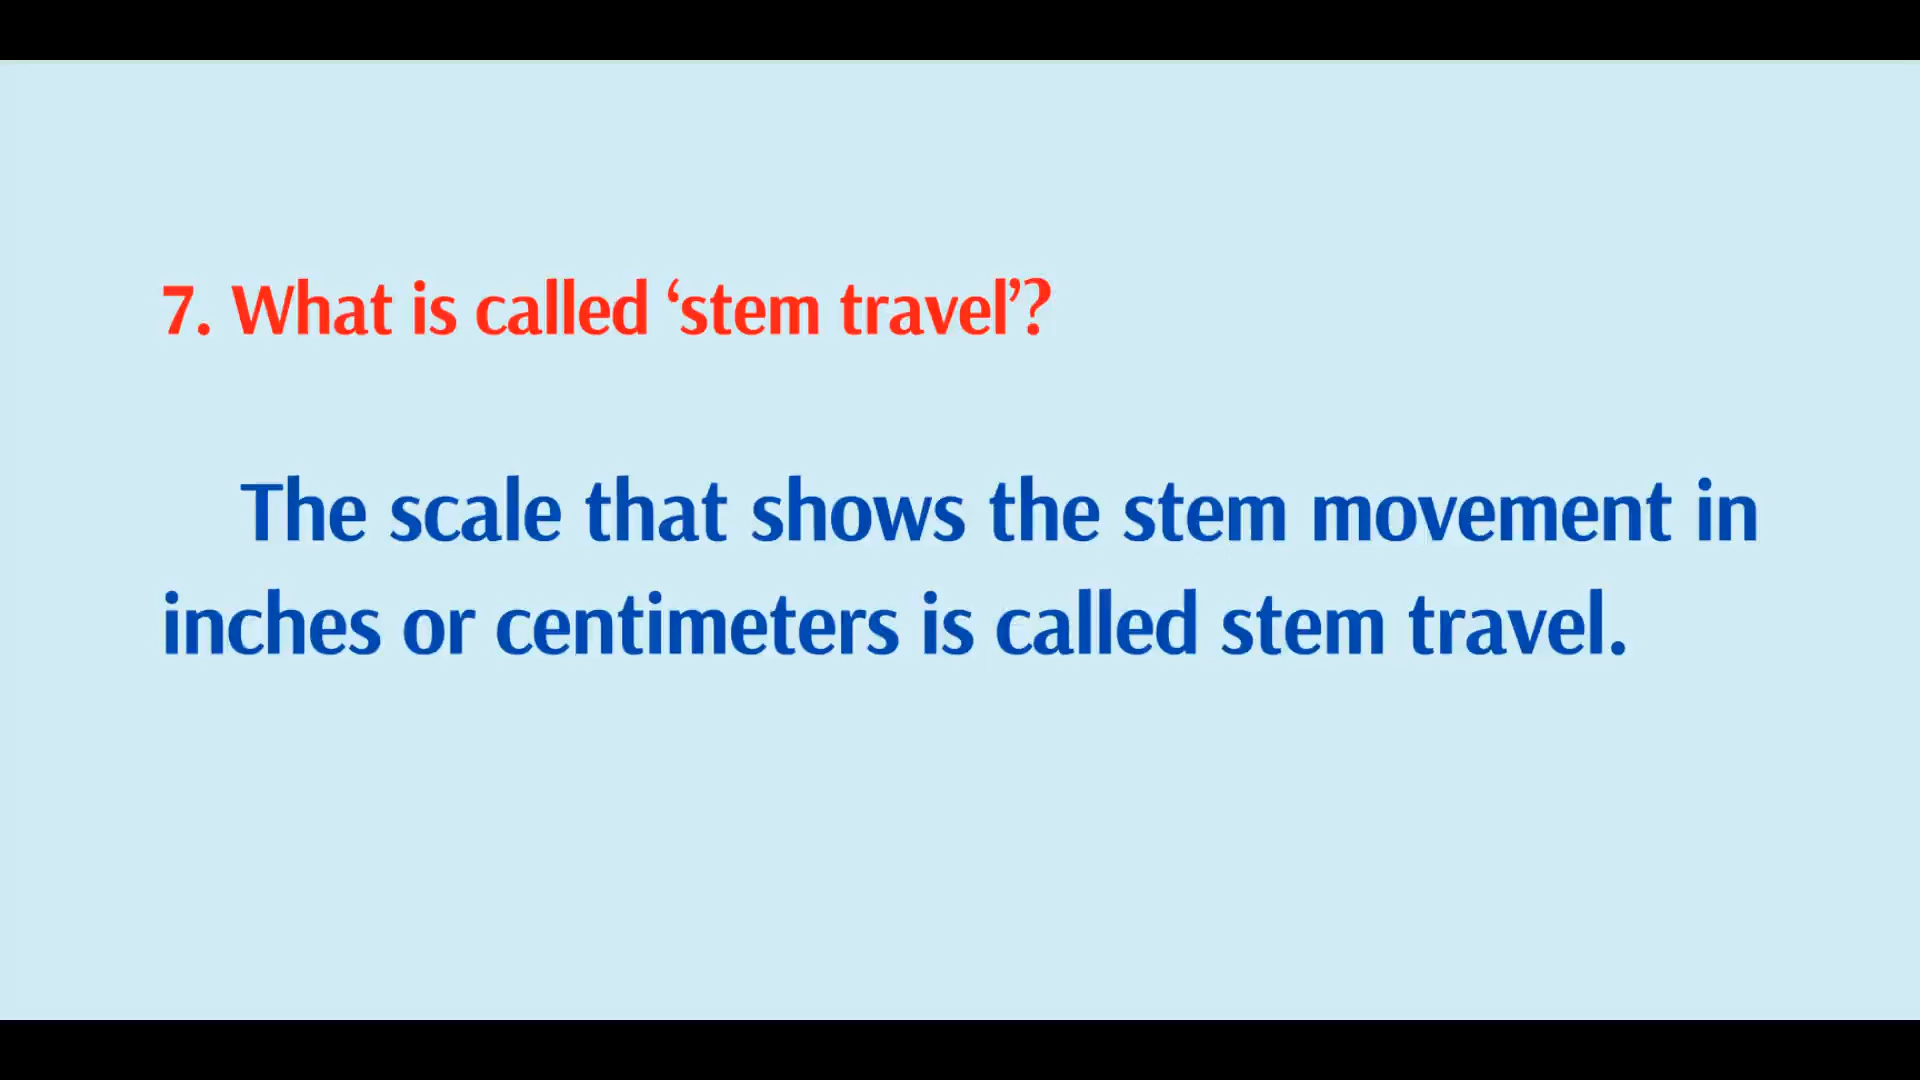 7. What is called ‘stem travel’?
The scale that shows the stem movement in
inches or centimeters is called stem travel.